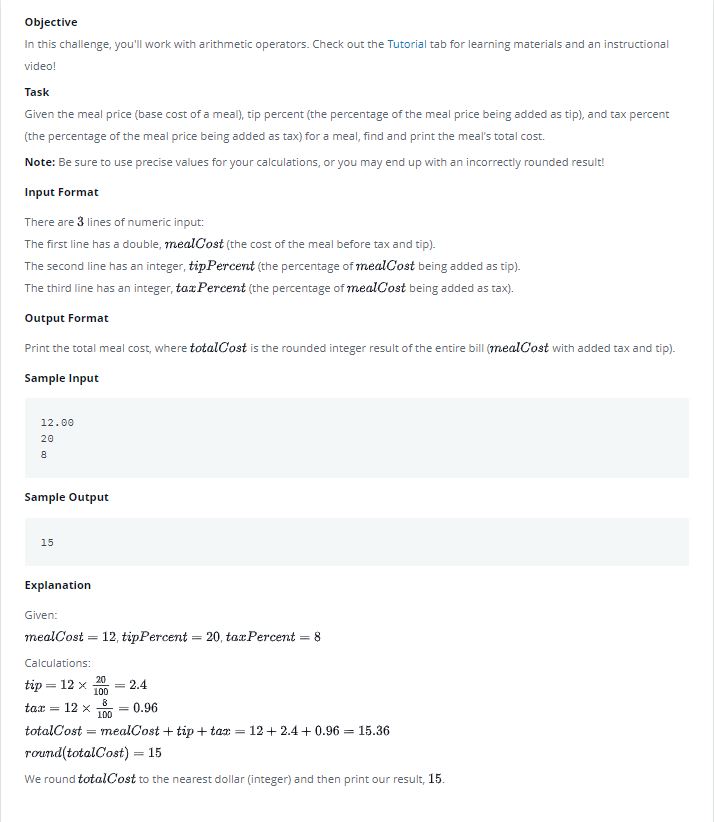 Objective
In this challenge, you'll work with arithmetic operators. Check out the Tutorial tab for learning materials and an instructional
video!
Task
Given the meal price (base cost of a meal), tip percent (the percentage of the meal price being added as tip), and tax percent
(the percentage of the meal price being added as tax) for a meal, find and print the meal's total cost.
Note: Be sure to use precise values for your calculations, or you may end up with an incorrectly rounded result!
Input Format
There are 3 lines of numeric input:
The first line has a double, mealCost (the cost of the meal before tax and tip).
The second line has an integer, tipPercent (the percentage of mealCost being added as tip).
The third line has an integer, taxPercent (the percentage of mealCost being added as tax).
Output Format
Print the total meal cost, where totalCost is the rounded integer result of the entire bill (mealCost with added tax and tip).
Sample Input
12.00
20
8
Sample Output
15
Explanation
Given:
mealCost = 12, tipPercent = 20, taxPercent = 8
Calculations:
tip = 12 × 20/100 = 2.4
tax = 12 × 8/100 = 0.96
totalCost = mealCost + tip + tax = 12 + 2.4 + 0.96 = 15.36
round(totalCost) = 15
We round totalCost to the nearest dollar (integer) and then print our result, 15.